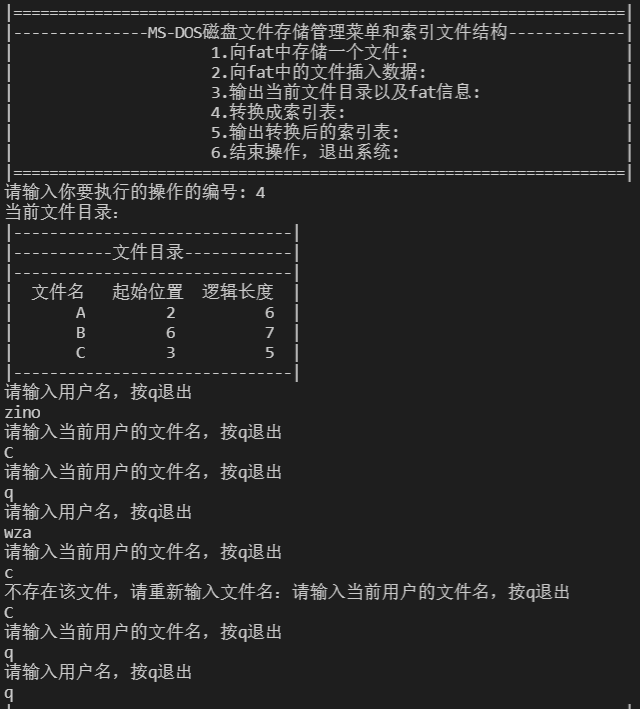 |====================================================================|
|---------------MS-DOS磁盘文件存储管理菜单和索引文件结构-------------|
|                      1.向fat中存储一个文件:                        |
|                      2.向fat中的文件插入数据:                      |
|                      3.输出当前文件目录以及fat信息:                |
|                      4.转换成索引表:                               |
|                      5.输出转换后的索引表:                         |
|                      6.结束操作，退出系统:                         |
|====================================================================|
请输入你要执行的操作的编号: 4
当前文件目录:
|-------------------------------|
|-----------文件目录------------|
|-------------------------------|
|  文件名   起始位置  逻辑长度  |
|       A         2          6  |
|       B         6          7  |
|       C         3          5  |
|-------------------------------|
请输入用户名，按q退出
zino
请输入当前用户的文件名，按q退出
C
请输入当前用户的文件名，按q退出
q
请输入用户名，按q退出
wza
请输入当前用户的文件名，按q退出
c
不存在该文件，请重新输入文件名: 请输入当前用户的文件名，按q退出
C
请输入当前用户的文件名，按q退出
q
请输入用户名，按q退出
q